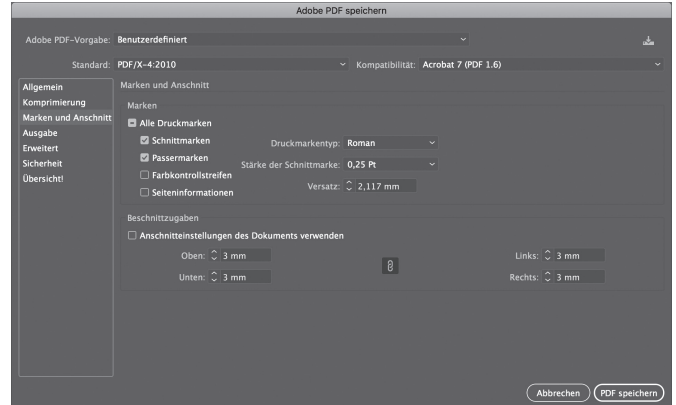 Adobe PDF speichern
Adobe PDF-Vorgabe: Benutzerdefiniert
Standard: PDF/X-4:2010 Kompatibilität: Acrobat 7 (PDF 1.6)
Allgemein
Komprimierung
Marken und Anschnitt
Ausgabe
Erweitert
Sicherheit
Übersicht!
Marken und Anschnitt
Marken
Alle Druckmarken
Schnittmarken Druckmarkentyp: Roman
Passermarken Stärke der Schnittmarke: 0,25 Pt
Farbkontrollstreifen
Versatz: 2,117 mm
Seiteninformationen
Beschnittzugaben
Anschnitteinstellungen des Dokuments verwenden
Oben: 3 mm Links: 3 mm
Unten: 3 mm Rechts: 3 mm
Abbrechen PDF speichern